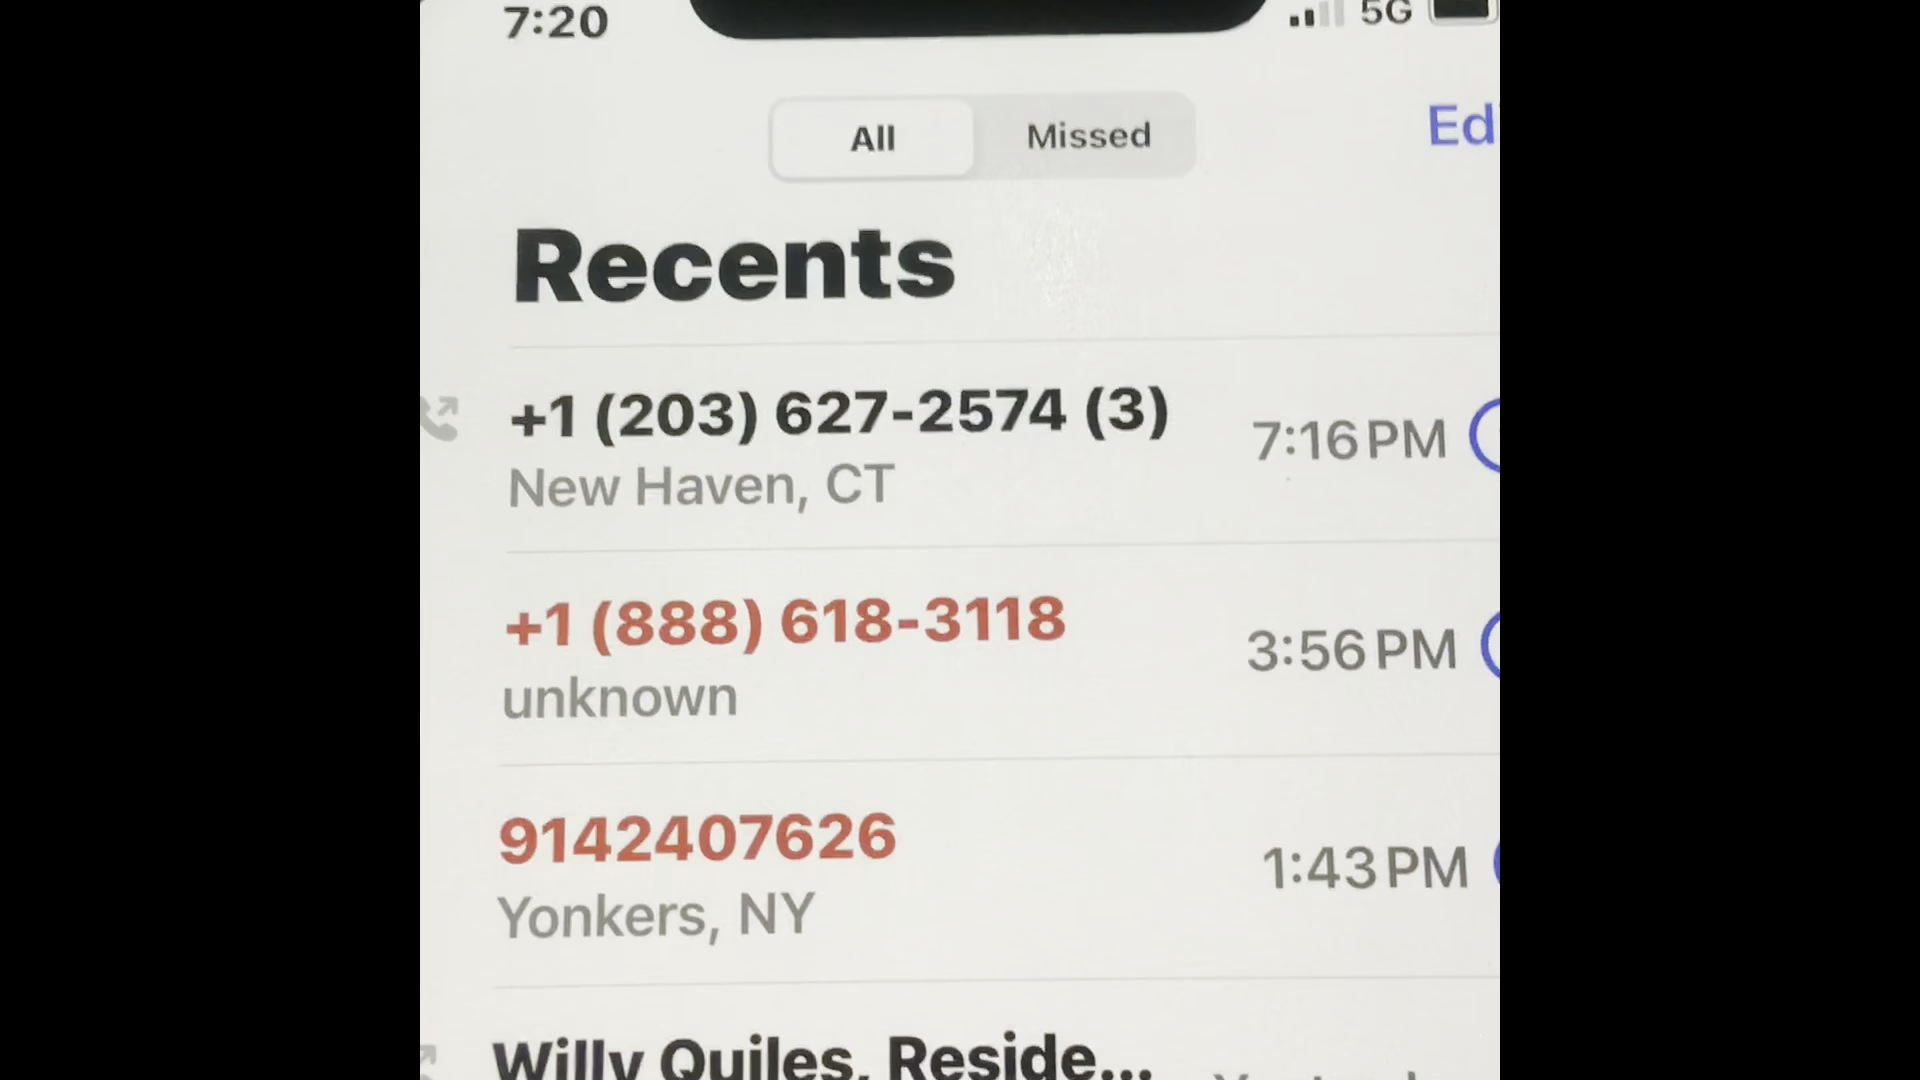 7:20
5G
All Missed
Recents
+1 (203) 627-2574 (3)
7:16 PM
New Haven, CT
+1 (888) 618-3118
3:56 PM
unknown
9142407626
1:43 PM
Yonkers, NY
Willy Quiles, Reside...